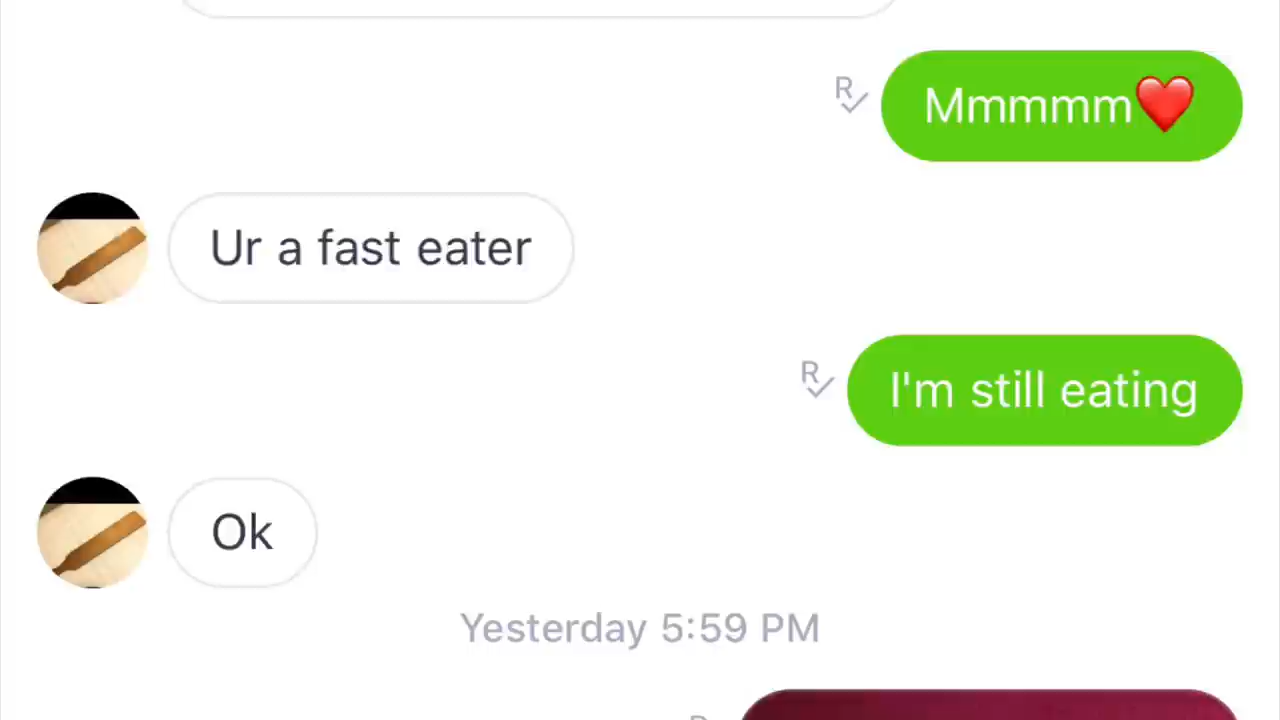 R
Mmmmm❤️
Ur a fast eater
R
I'm still eating
Ok
Yesterday 5:59 PM